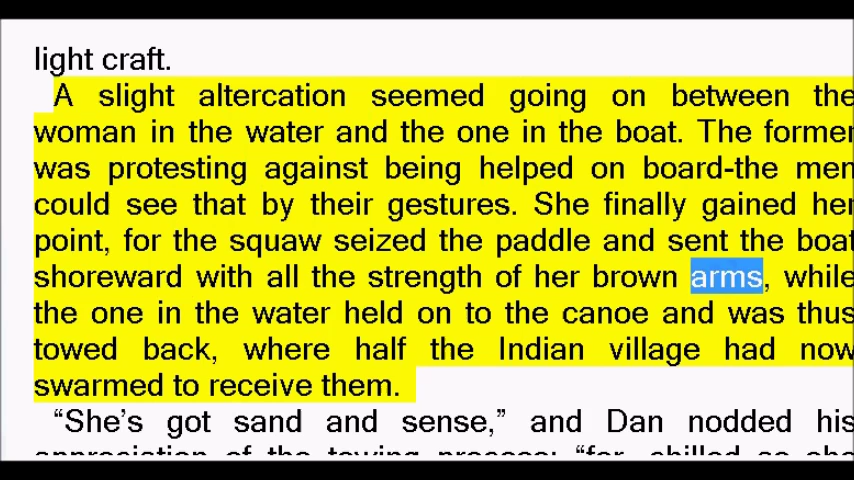 light craft.
A slight altercation seemed going on between the
woman in the water and the one in the boat. The former
was protesting against being helped on board-the men
could see that by their gestures. She finally gained her
point, for the squaw seized the paddle and sent the boat
shoreward with all the strength of her brown arms, while
the one in the water held on to the canoe and was thus
towed back, where half the Indian village had now
swarmed to receive them.
“She’s got sand and sense,” and Dan nodded his
appreciation of the towing process; “for, chilled as she